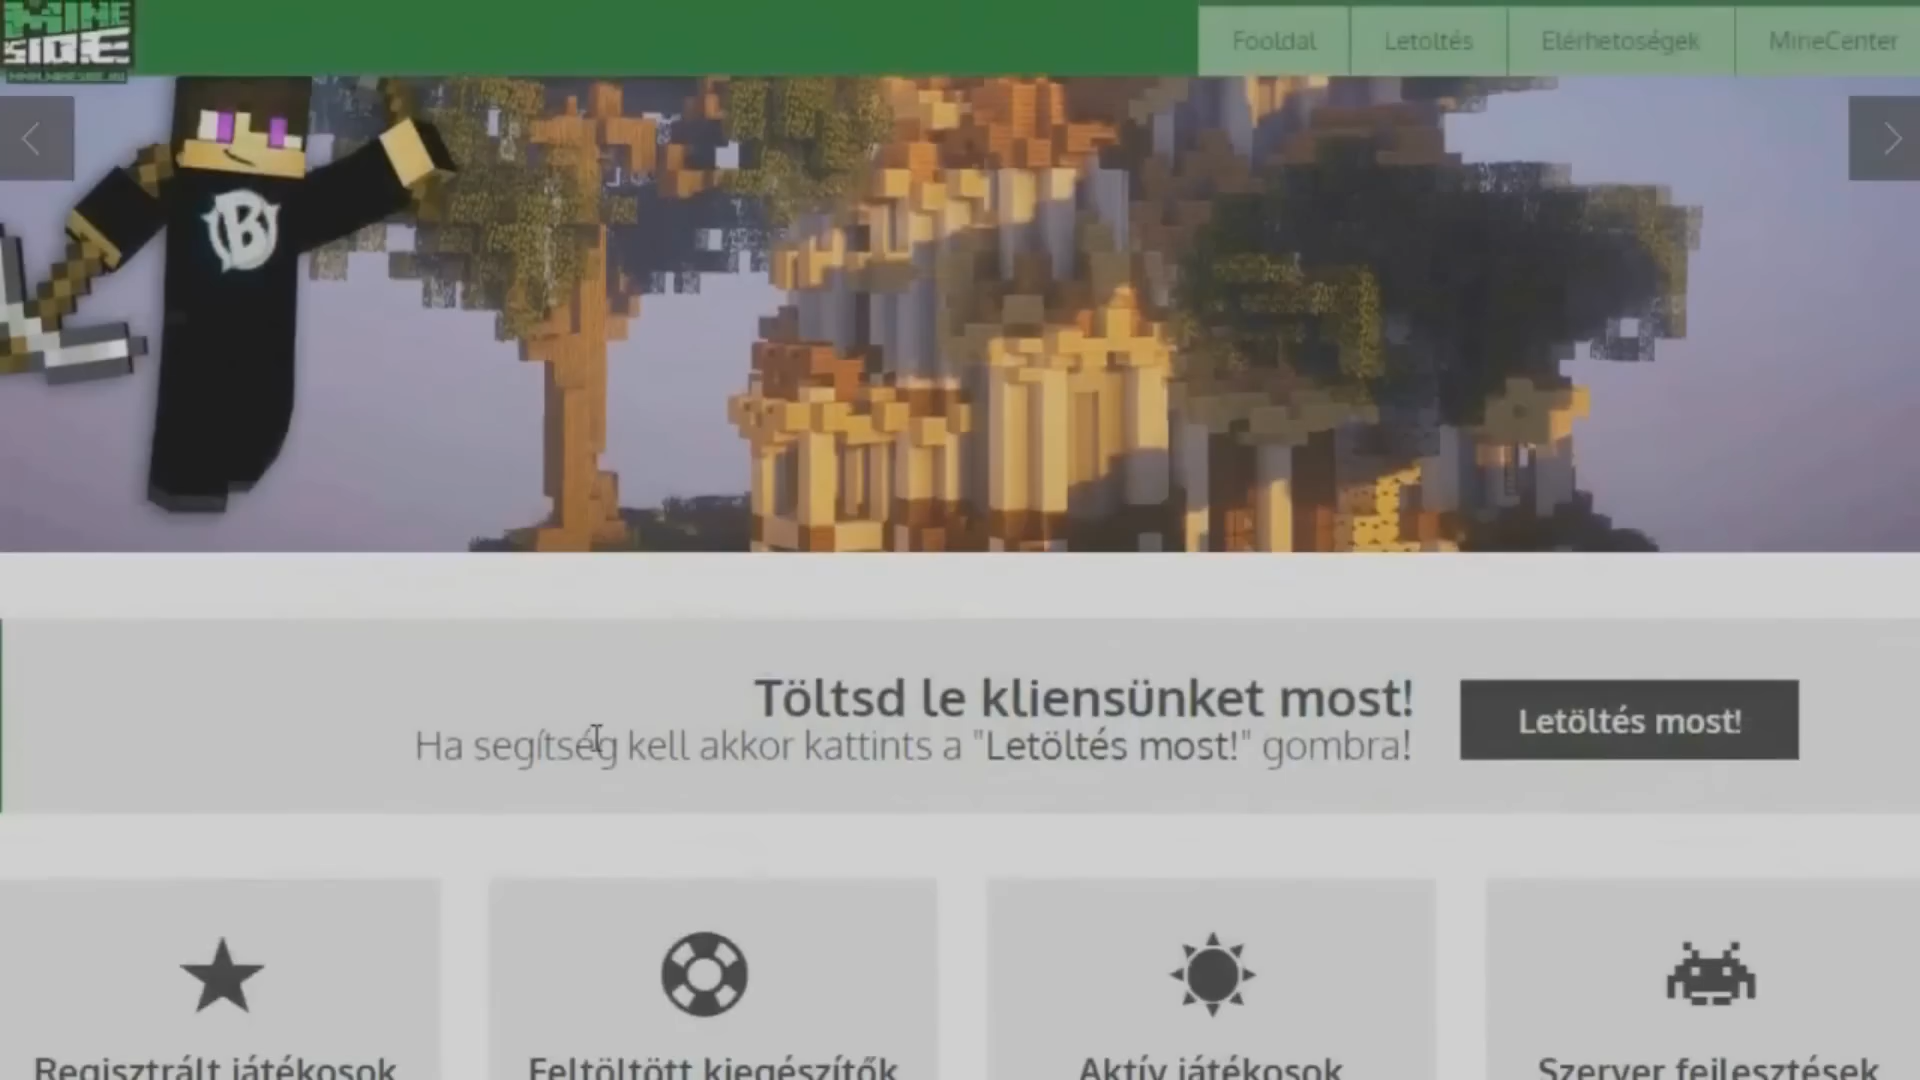 MINE
SIDE
Fooldal
Letoltés
Elérhetoségek
MineCenter
B
Töltsd le kliensünket most!
Ha segítség kell akkor kattints a "Letöltés most!" gombra!
Letöltés most!
Regisztrált játékosok
Feltöltött kiegészítők
Aktív játékosok
Szerver fejlesztések